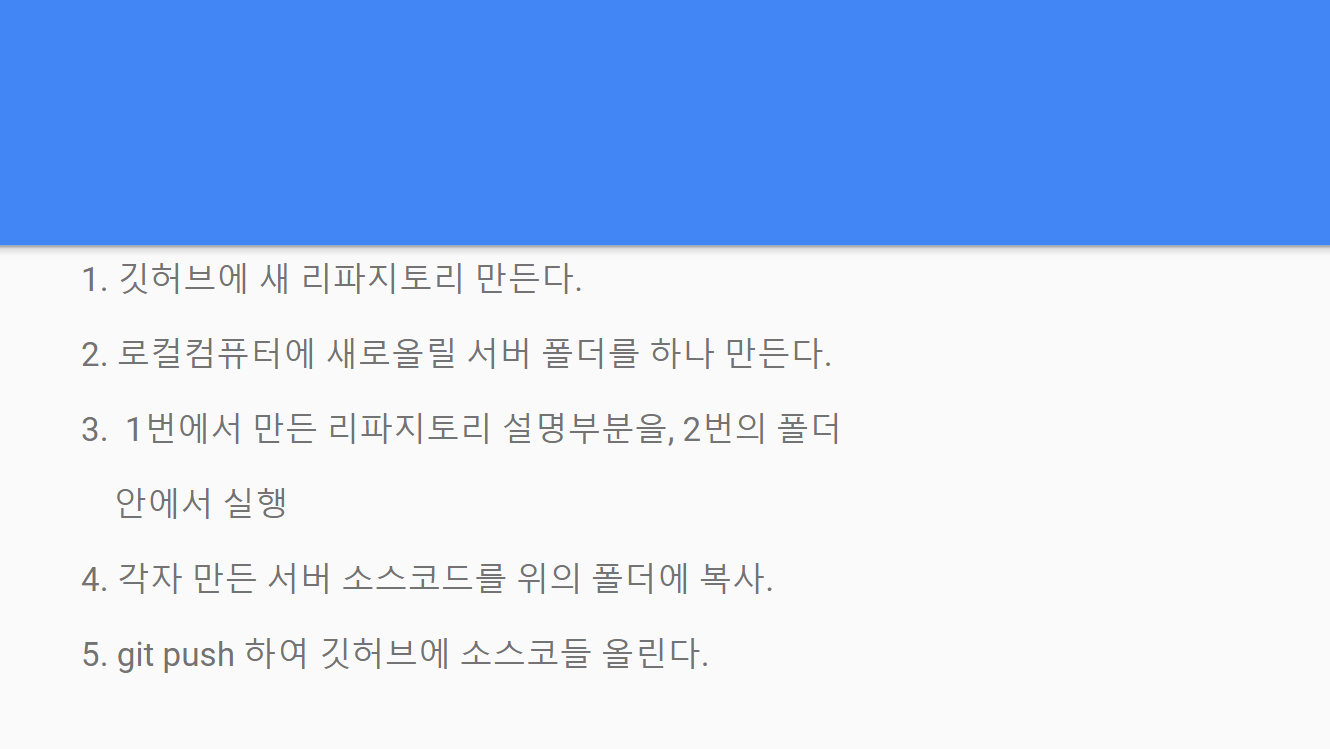 1. 깃허브에 새 리파지토리 만든다.
2. 로컬컴퓨터에 새로올릴 서버 폴더를 하나 만든다.
3. 1번에서 만든 리파지토리 설명부분을, 2번의 폴더
안에서 실행
4. 각자 만든 서버 소스코드를 위의 폴더에 복사.
5. git push 하여 깃허브에 소스코들 올린다.